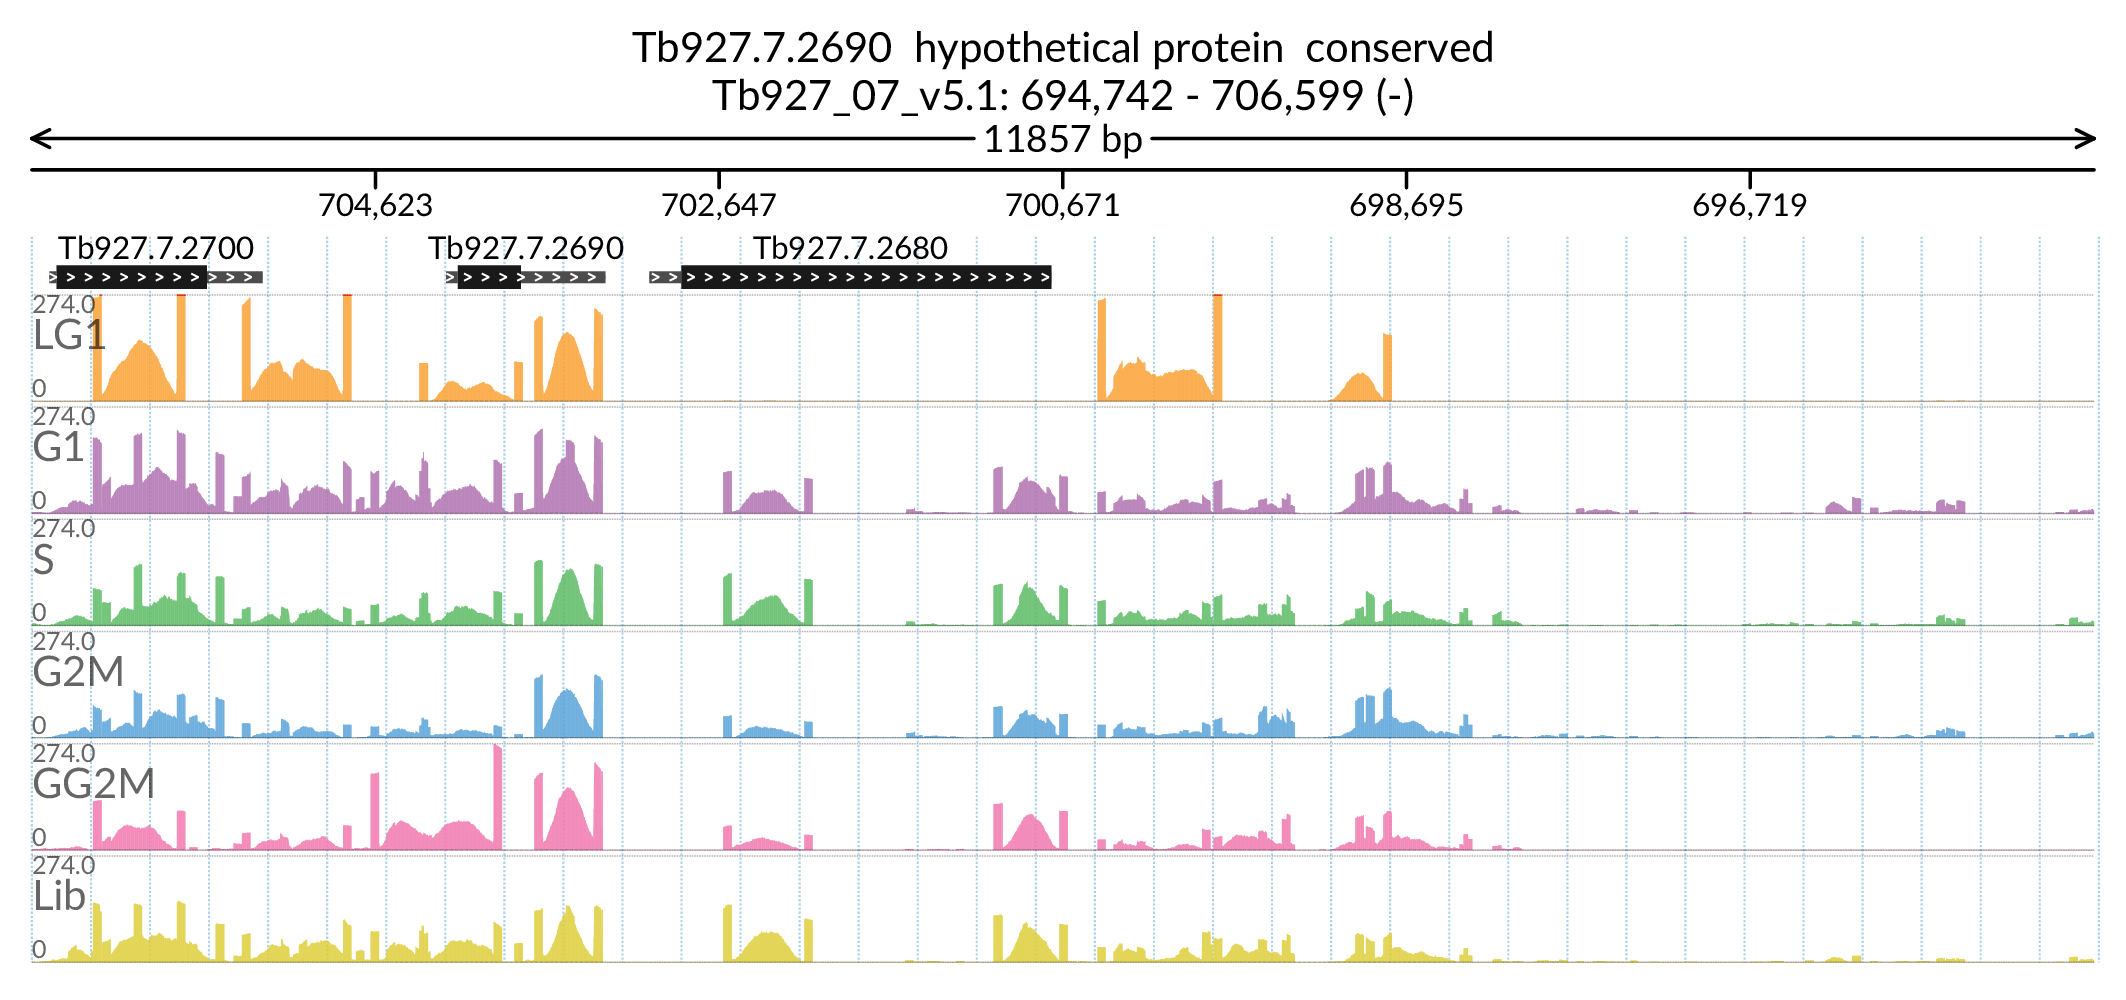 Tb927.7.2690  hypothetical protein  conserved
Tb927_07_v5.1: 694,742 - 706,599 (-)
11857 bp
704,623 702,647 700,671 698,695 696,719
Tb927.7.2700 Tb927.7.2690 Tb927.7.2680
274.0
LG1
0
274.0
G1
0
274.0
S
0
274.0
G2M
0
274.0
GG2M
0
274.0
Lib
0